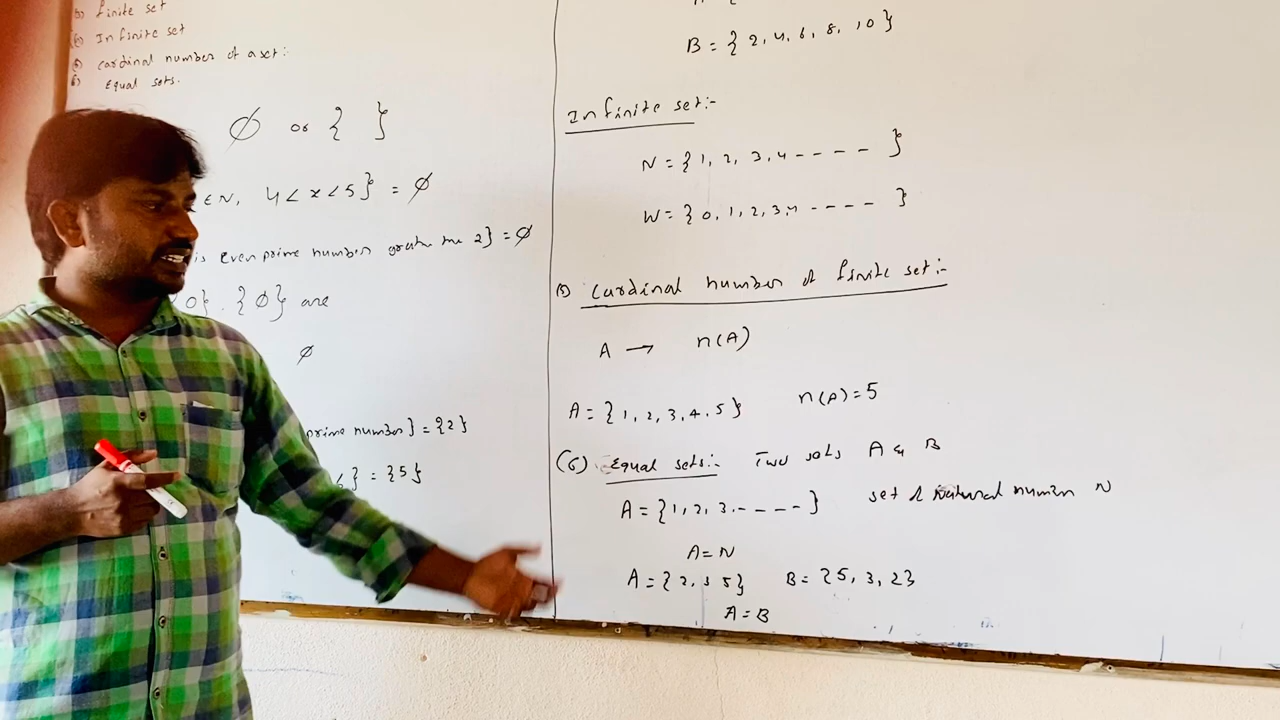 (b) finite set
(c) Infinite set
(d) cardinal number of a set:
(e) Equal sets.
Ø or { }
∈ N, 4 < x < 5} = Ø
is Even prime number greater the 2} = Ø
0}. {Ø} are
Ø
prime number} = {2}
} = {5}
B = { 2, 4, 6, 8, 10 }
Infinite set:-
N = { 1, 2, 3, 4 - - - - }
W = { 0, 1, 2, 3, 4 - - - - }
(5) Cardinal number of finite set:-
A → n(A)
A = { 1, 2, 3, 4, 5 } n(A) = 5
(6) Equal sets:- Two sets A & B
A = { 1, 2, 3, - - - - } set of Natural number N
A = N
A = { 2, 3 5 } B = { 5, 3, 2 }
A = B